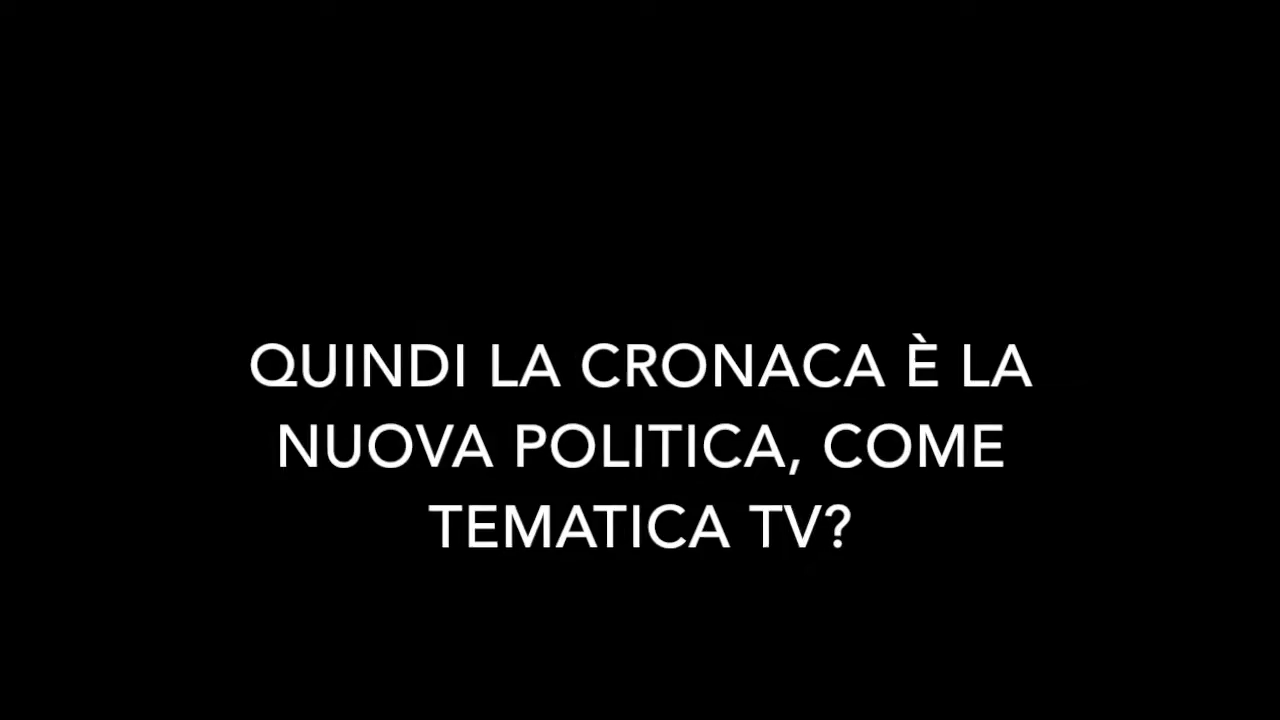 QUINDI LA CRONACA È LA
NUOVA POLITICA, COME
TEMATICA TV?